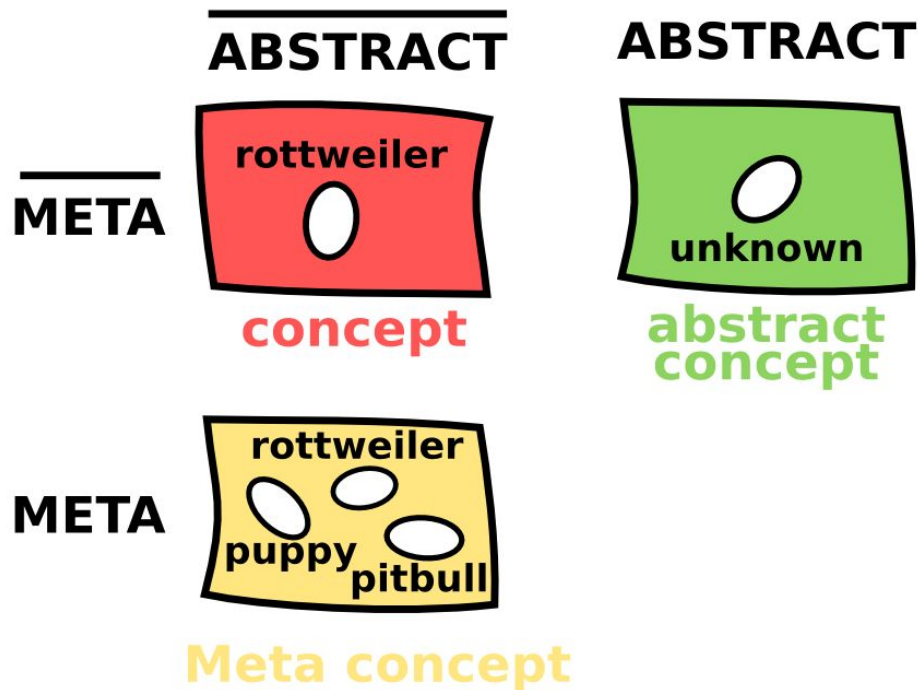 ABSTRACT
ABSTRACT
META
rottweiler
unknown
concept
abstract
concept
META
rottweiler
puppy
pitbull
Meta concept